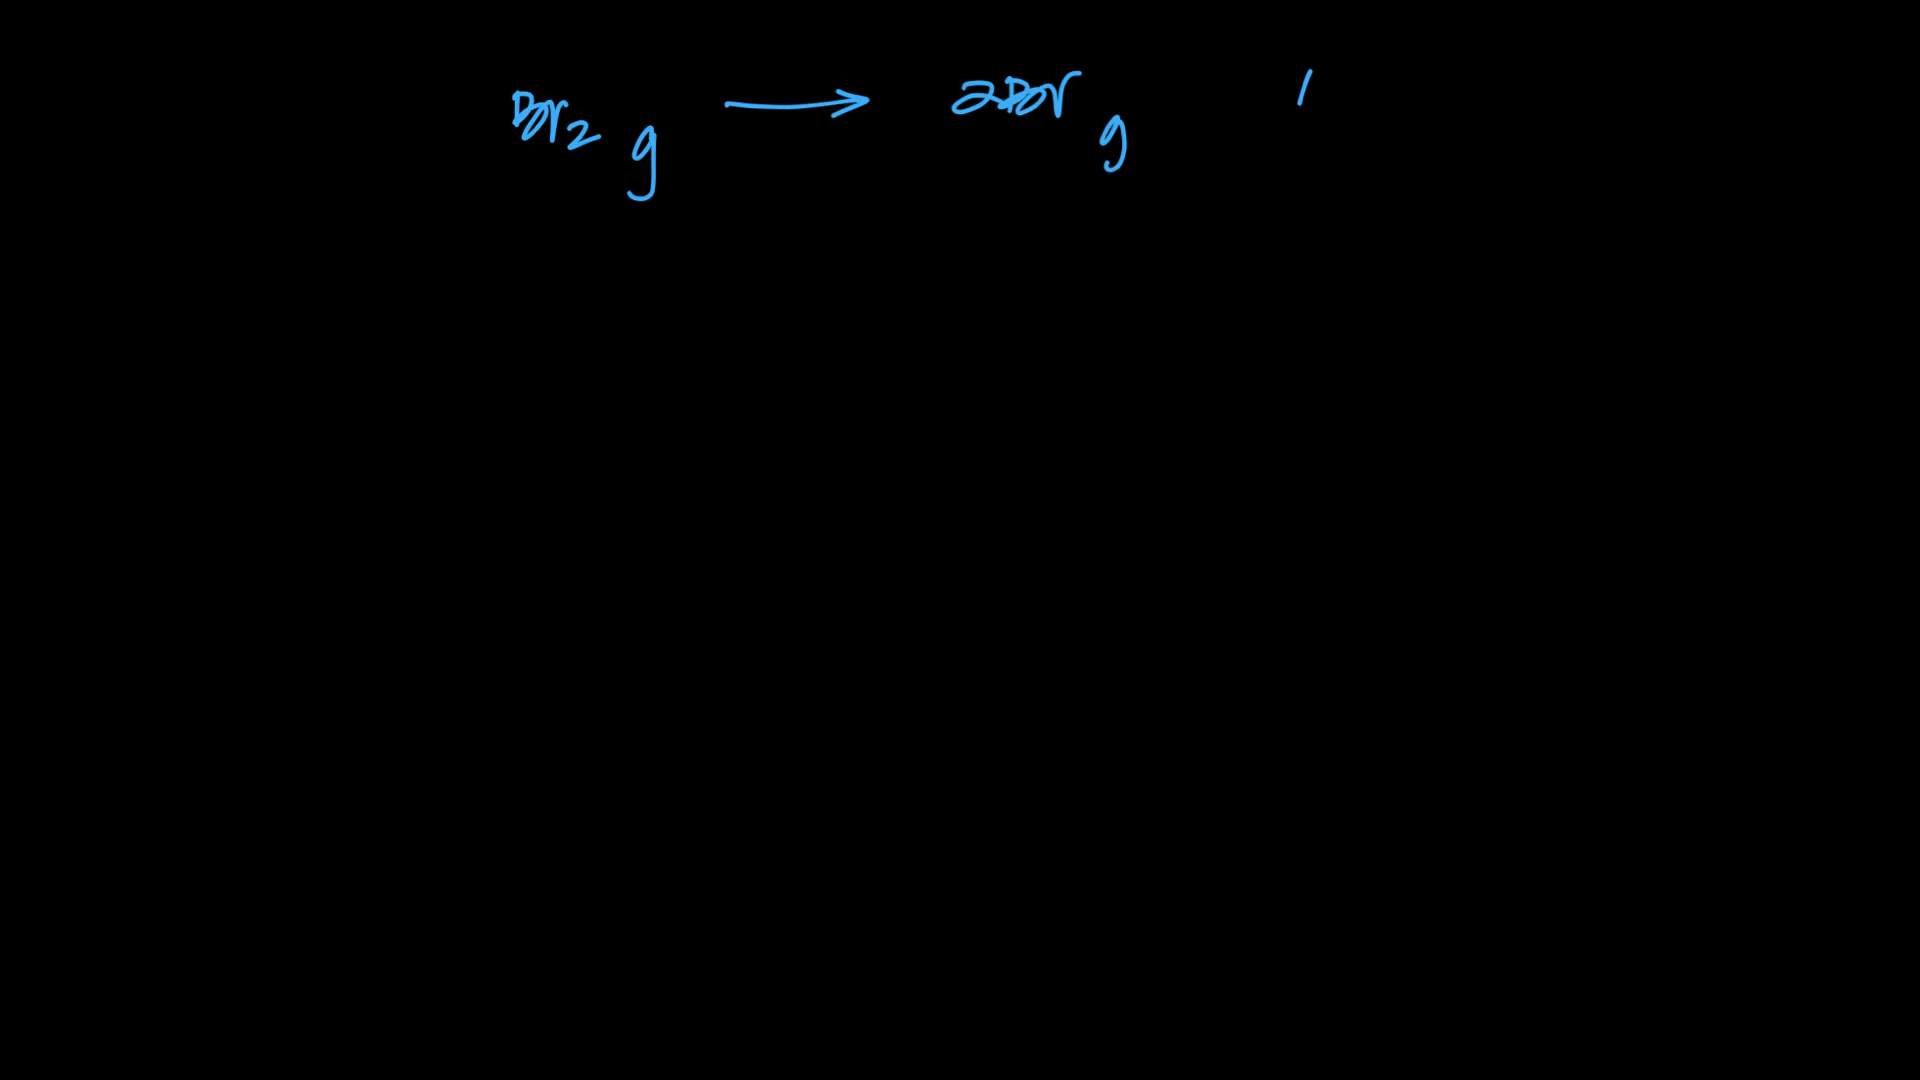 Br₂ g → 2Br g